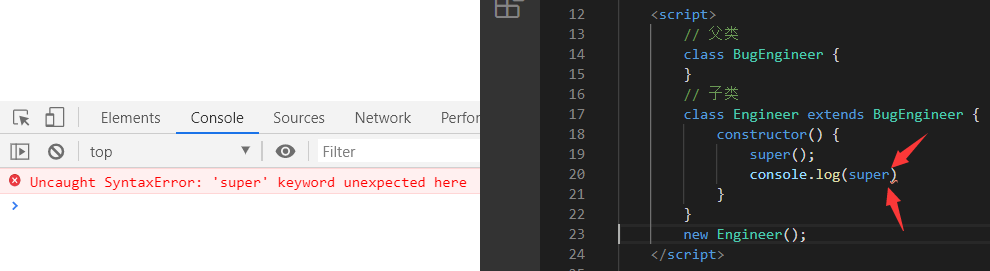 Elements Console Sources Network Perfor
top Filter
Uncaught SyntaxError: 'super' keyword unexpected here
>
12 <script>
13 // 父类
14 class BugEngineer {
15 }
16 // 子类
17 class Engineer extends BugEngineer {
18 constructor() {
19 super();
20 console.log(super)
21 }
22 }
23 new Engineer();
24 </script>